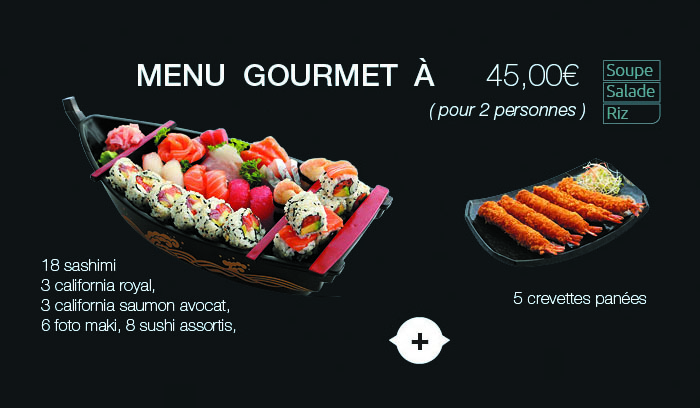 MENU GOURMET À 45,00€
( pour 2 personnes )
Soupe
Salade
Riz
18 sashimi
3 california royal,
3 california saumon avocat,
6 foto maki, 8 sushi assortis,
+
5 crevettes panées